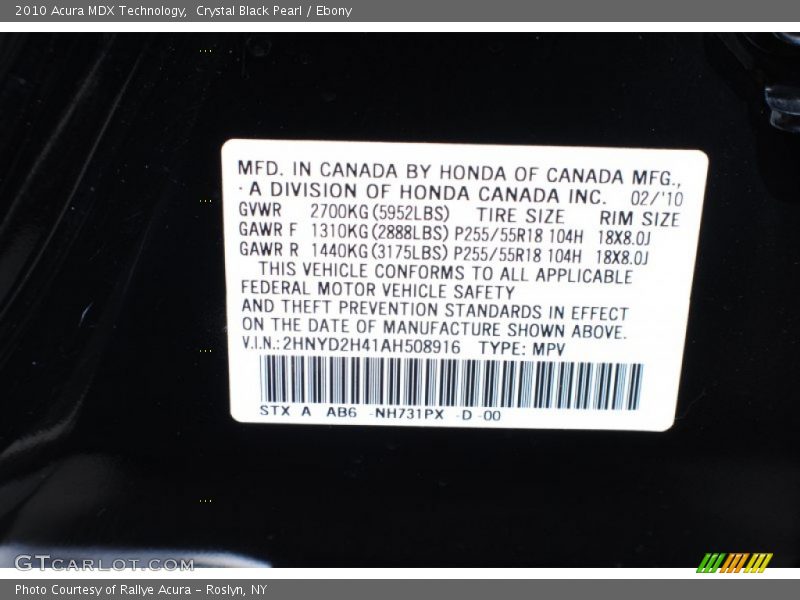 2010 Acura MDX Technology, Crystal Black Pearl / Ebony
MFD. IN CANADA BY HONDA OF CANADA MFG.,
A DIVISION OF HONDA CANADA INC. 02/'10
GVWR 2700KG (5952LBS) TIRE SIZE RIM SIZE
GAWR F 1310KG (2888LBS) P255/55R18 104H 18X8.0J
GAWR R 1440KG (3175LBS) P255/55R18 104H 18X8.0J
THIS VEHICLE CONFORMS TO ALL APPLICABLE
FEDERAL MOTOR VEHICLE SAFETY
AND THEFT PREVENTION STANDARDS IN EFFECT
ON THE DATE OF MANUFACTURE SHOWN ABOVE.
V.I.N.: 2HNYD2H41AH508916 TYPE: MPV
STX A AB6 -NH731PX -D -00
GTCARLOT.COM
Photo Courtesy of Rallye Acura - Roslyn, NY